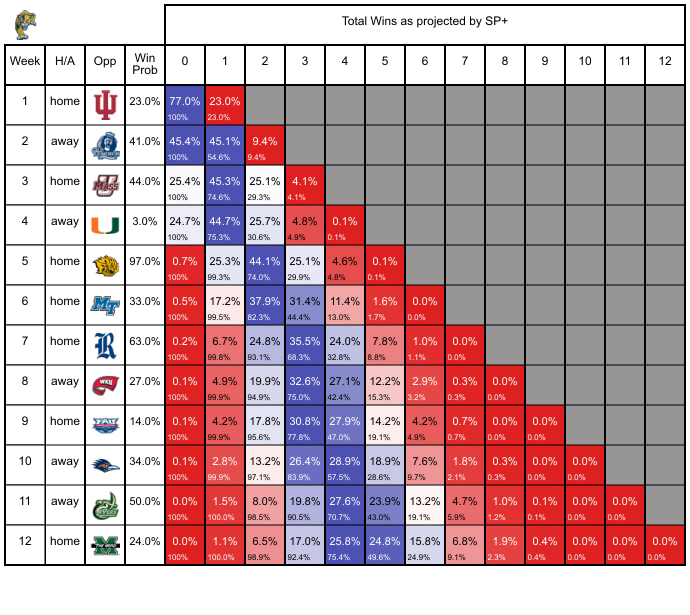 Total Wins as projected by SP+
Week H/A Opp Win Prob 0 1 2 3 4 5 6 7 8 9 10 11 12
1 home 23.0% 77.0% 23.0%
100% 23.0%
2 away 41.0% 45.4% 45.1% 9.4%
100% 54.6% 9.4%
3 home Mass 44.0% 25.4% 45.3% 25.1% 4.1%
100% 74.6% 29.3% 4.1%
4 away 3.0% 24.7% 44.7% 25.7% 4.8% 0.1%
100% 75.3% 30.6% 4.9% 0.1%
5 home 97.0% 0.7% 25.3% 44.1% 25.1% 4.6% 0.1%
100% 99.3% 74.0% 29.9% 4.8% 0.1%
6 home MT 33.0% 0.5% 17.2% 37.9% 31.4% 11.4% 1.6% 0.0%
100% 99.5% 82.3% 44.4% 13.0% 1.7% 0.0%
7 home R 63.0% 0.2% 6.7% 24.8% 35.5% 24.0% 7.8% 1.0% 0.0%
100% 99.8% 93.1% 68.3% 32.8% 8.8% 1.1% 0.0%
8 away WKU 27.0% 0.1% 4.9% 19.9% 32.6% 27.1% 12.2% 2.9% 0.3% 0.0%
100% 99.9% 94.9% 75.0% 42.4% 15.3% 3.2% 0.3% 0.0%
9 home FAU 14.0% 0.1% 4.2% 17.8% 30.8% 27.9% 14.2% 4.2% 0.7% 0.0% 0.0%
100% 99.9% 95.6% 77.8% 47.0% 19.1% 4.9% 0.7% 0.0% 0.0%
10 away 34.0% 0.1% 2.8% 13.2% 26.4% 28.9% 18.9% 7.6% 1.8% 0.3% 0.0% 0.0%
100% 99.9% 97.1% 83.9% 57.5% 28.6% 9.7% 2.1% 0.3% 0.0% 0.0%
11 away 50.0% 0.0% 1.5% 8.0% 19.8% 27.6% 23.9% 13.2% 4.7% 1.0% 0.1% 0.0% 0.0%
100% 100.0% 98.5% 90.5% 70.7% 43.0% 19.1% 5.9% 1.2% 0.1% 0.0% 0.0%
12 home 24.0% 0.0% 1.1% 6.5% 17.0% 25.8% 24.8% 15.8% 6.8% 1.9% 0.4% 0.0% 0.0% 0.0%
100% 100.0% 98.9% 92.4% 75.4% 49.6% 24.9% 9.1% 2.3% 0.4% 0.0% 0.0% 0.0%